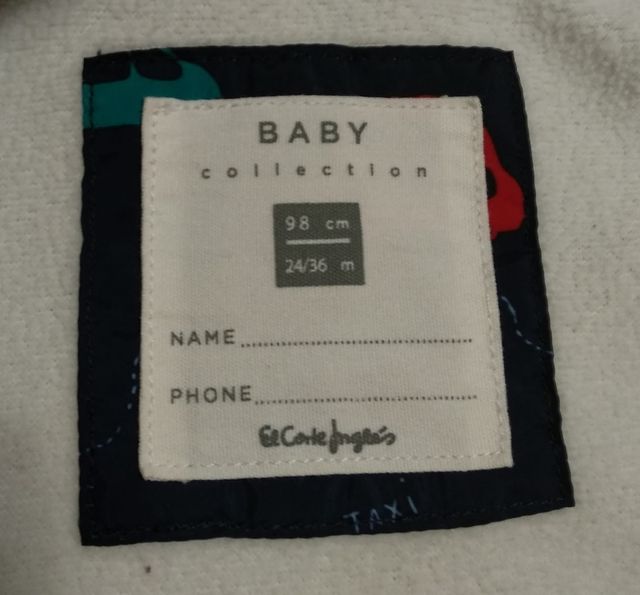 BABY
collection
98 cm
24/36 m
NAME
PHONE
El Corte Inglés
TAXi